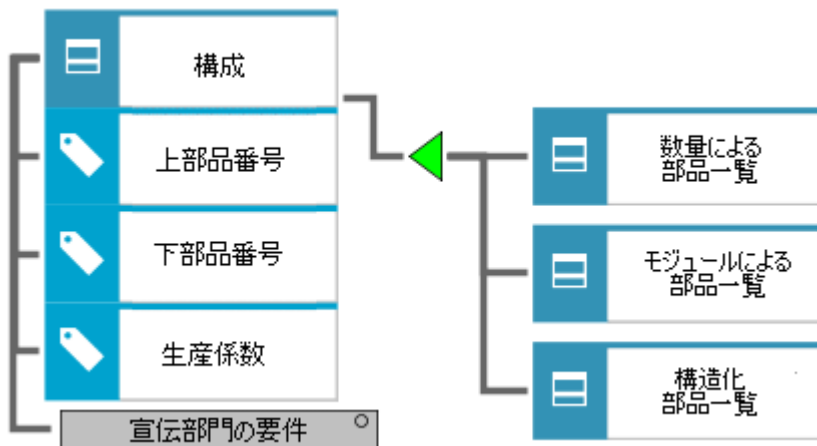 構成
上部品番号
下部品番号
生産係数
宣伝部門の要件
数量による
部品一覧
モジュールによる
部品一覧
構造化
部品一覧